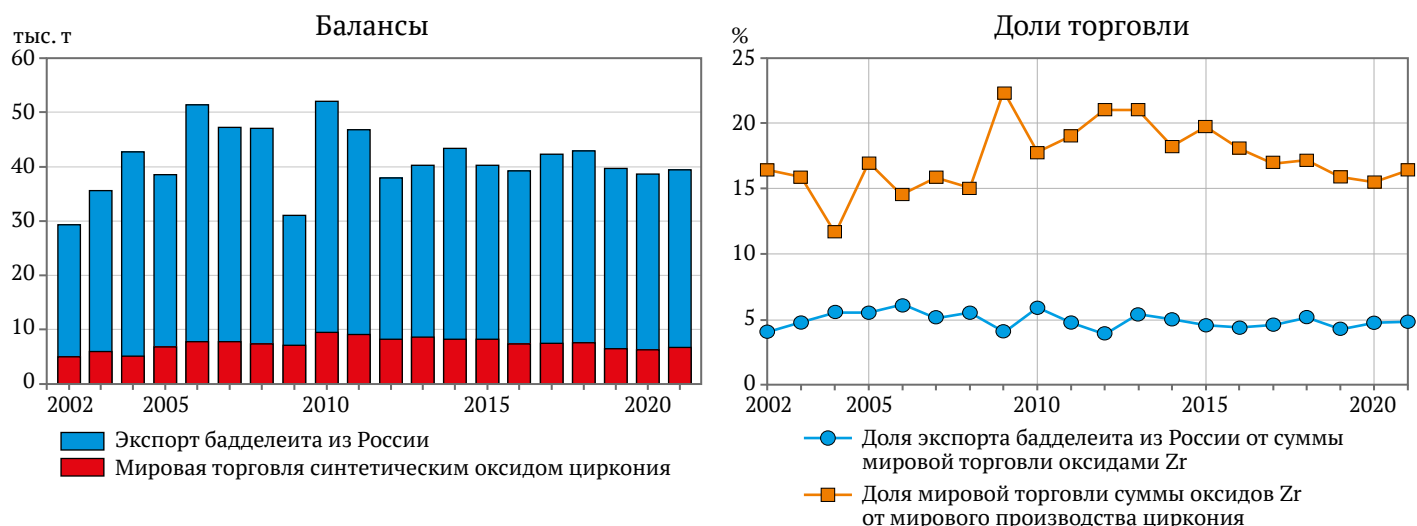 Балансы
тыс. т
60
50
40
30
20
10
0
2002 2005 2010 2015 2020
Экспорт бадделеита из России
Мировая торговля синтетическим оксидом циркония
Доли торговли
%
25
20
15
10
5
0
2002 2005 2010 2015 2020
Доля экспорта бадделеита из России от суммы
мировой торговли оксидами Zr
Доля мировой торговли суммы оксидов Zr
от мирового производства циркония